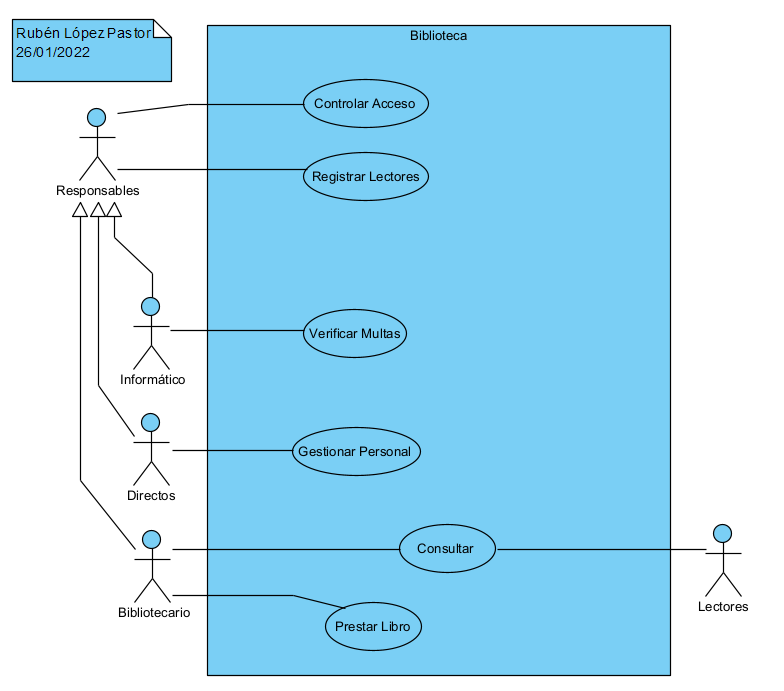 Rubén López Pastor
26/01/2022
Biblioteca
Controlar Acceso
Responsables
Registrar Lectores
Informático
Verificar Multas
Directos
Gestionar Personal
Bibliotecario
Consultar
Lectores
Prestar Libro